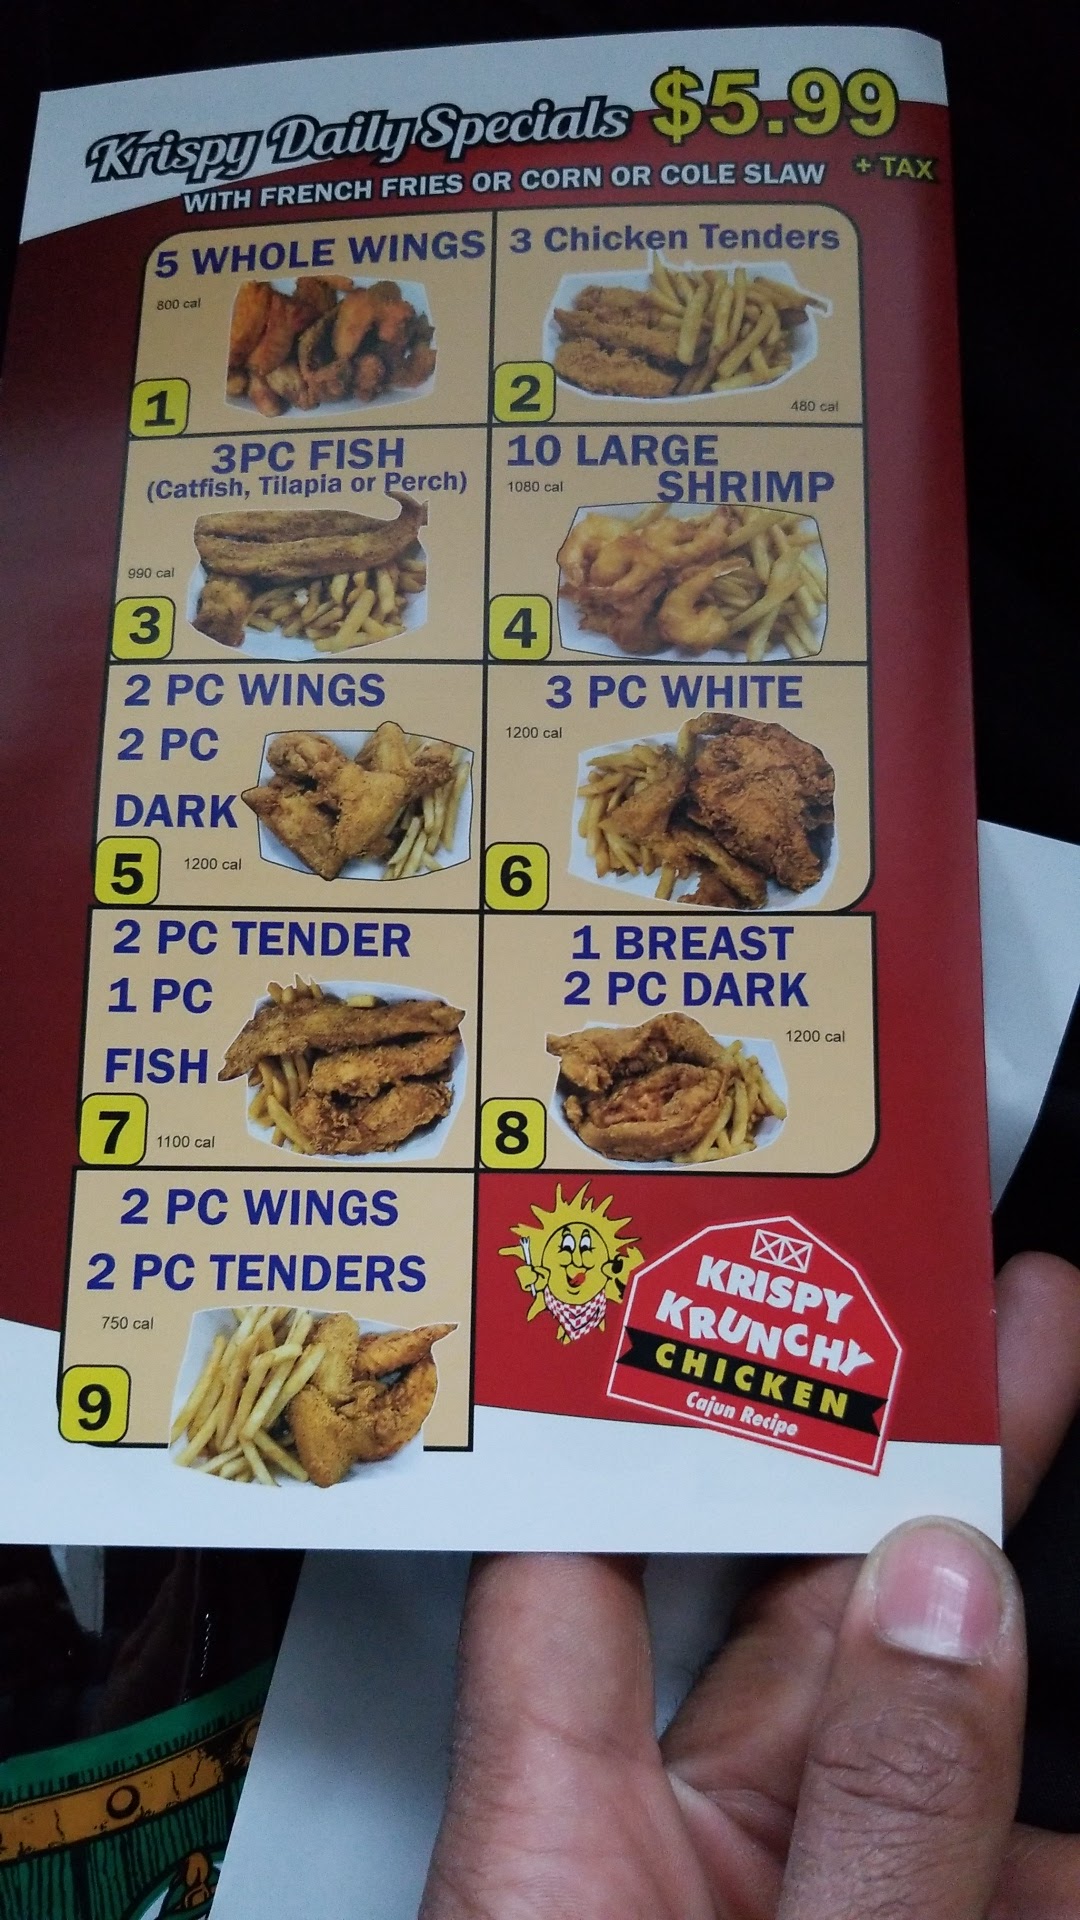 Krispy Daily Specials $5.99
+ TAX
WITH FRENCH FRIES OR CORN OR COLE SLAW
5 WHOLE WINGS
800 cal
1
3 Chicken Tenders
2
480 cal
3PC FISH
(Catfish, Tilapia or Perch)
990 cal
3
10 LARGE
1080 cal
SHRIMP
4
2 PC WINGS
2 PC
DARK
5
1200 cal
3 PC WHITE
1200 cal
6
2 PC TENDER
1 PC
FISH
7
1100 cal
1 BREAST
2 PC DARK
1200 cal
8
2 PC WINGS
2 PC TENDERS
750 cal
9
KRISPY
KRUNCHY
CHICKEN
Cajun Recipe